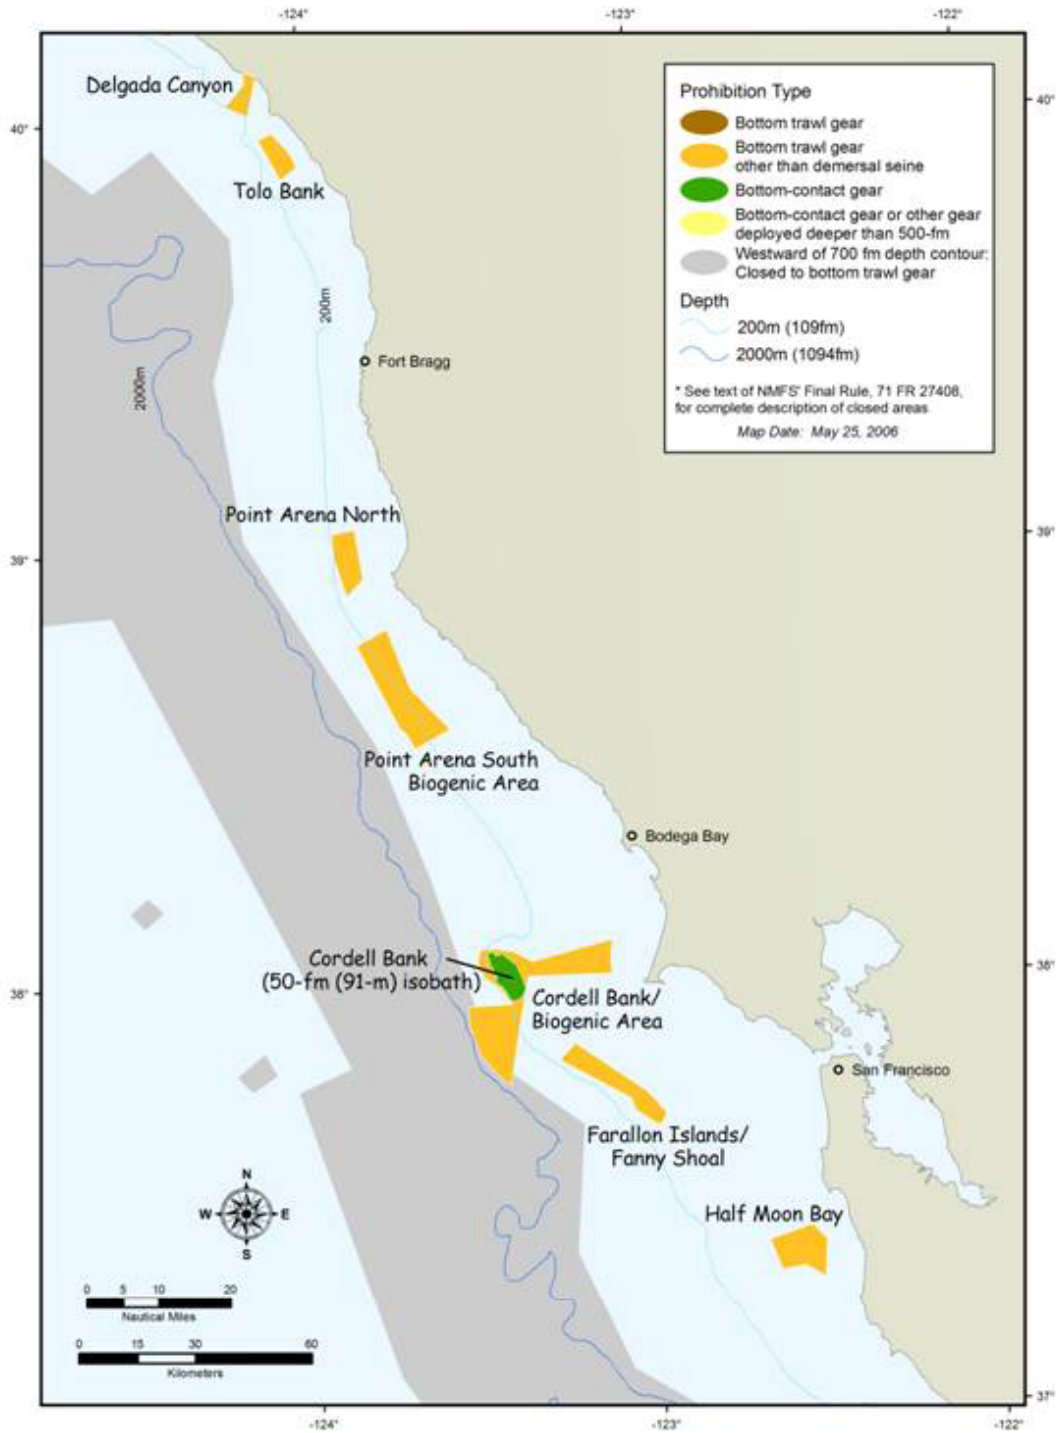 -124°
-123°
-122°
Delgada Canyon
Tolo Bank
40°
40°
Prohibition Type
Bottom trawl gear
Bottom trawl gear
other than demersal seine
Bottom-contact gear
Bottom-contact gear or other gear
deployed deeper than 500-fm
Westward of 700 fm depth contour:
Closed to bottom trawl gear
Depth
200m (109fm)
2000m (1094fm)
* See text of NMFS' Final Rule, 71 FR 27408,
for complete description of closed areas
Map Date: May 25, 2006
200m
2000m
Fort Bragg
Point Arena North
39°
39°
Point Arena South
Biogenic Area
Bodega Bay
Cordell Bank
(50-fm (91-m) isobath)
38°
38°
Cordell Bank/
Biogenic Area
San Francisco
Farallon Islands/
Fanny Shoal
Half Moon Bay
N
W
E
S
0 5 10 20
Nautical Miles
0 15 30 60
Kilometers
37°
-124°
-123°
-122°